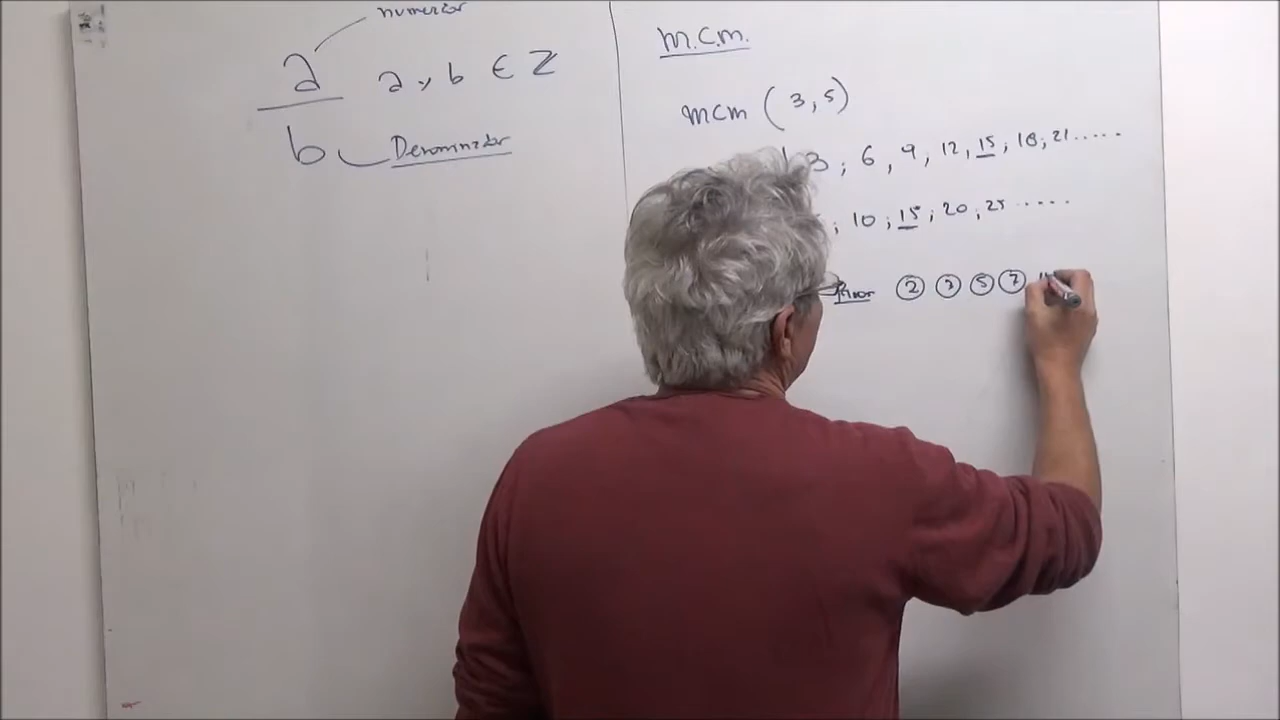 numerador
a
a y b ∈ Z
b
Denominador
m.c.m.
mcm (3,5)
3, 6, 9, 12, 15, 18, 21.....
, 10, 15, 20, 25.....
2 3 5 7